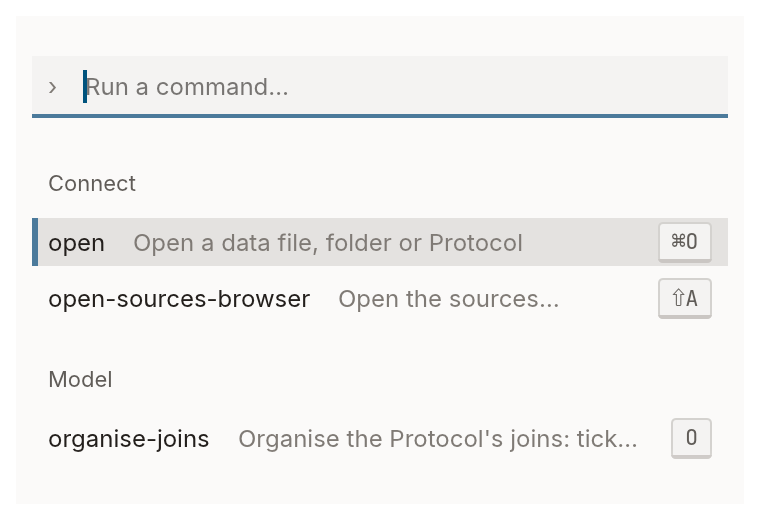 › Run a command...
Connect
open Open a data file, folder or Protocol ⌘O
open-sources-browser Open the sources... ⇧A
Model
organise-joins Organise the Protocol's joins: tick... O